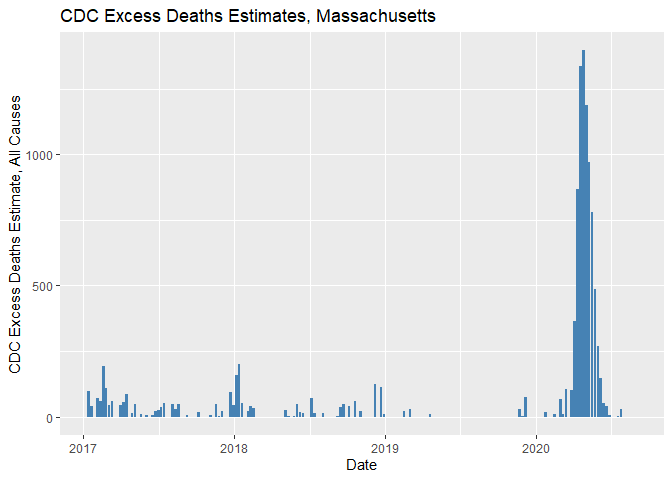 CDC Excess Deaths Estimates, Massachusetts
CDC Excess Deaths Estimate, All Causes
1000
500
0
2017 2018 2019 2020
Date